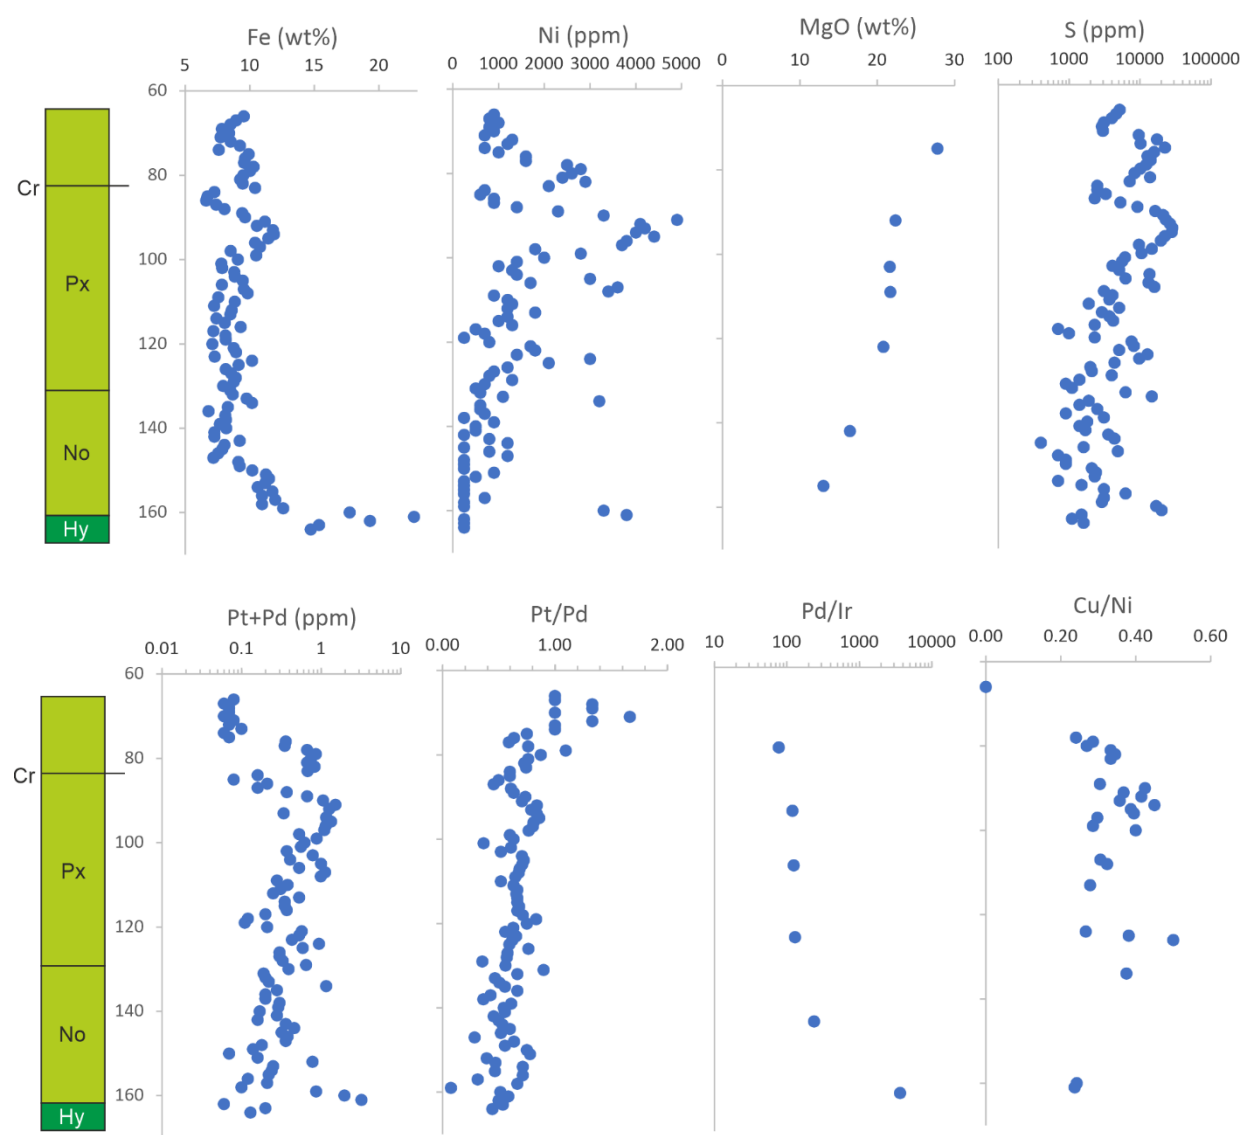 Fe (wt%) Ni (ppm) MgO (wt%) S (ppm)
5 10 15 20 0 1000 2000 3000 4000 5000 0 10 20 30 100 1000 10000 100000
60
80
100
120
140
160
Cr
Px
No
Hy
Pt+Pd (ppm) Pt/Pd Pd/Ir Cu/Ni
0.01 0.1 1 10 0.00 1.00 2.00 10 100 1000 10000 0.00 0.20 0.40 0.60
60
80
100
120
140
160
Cr
Px
No
Hy